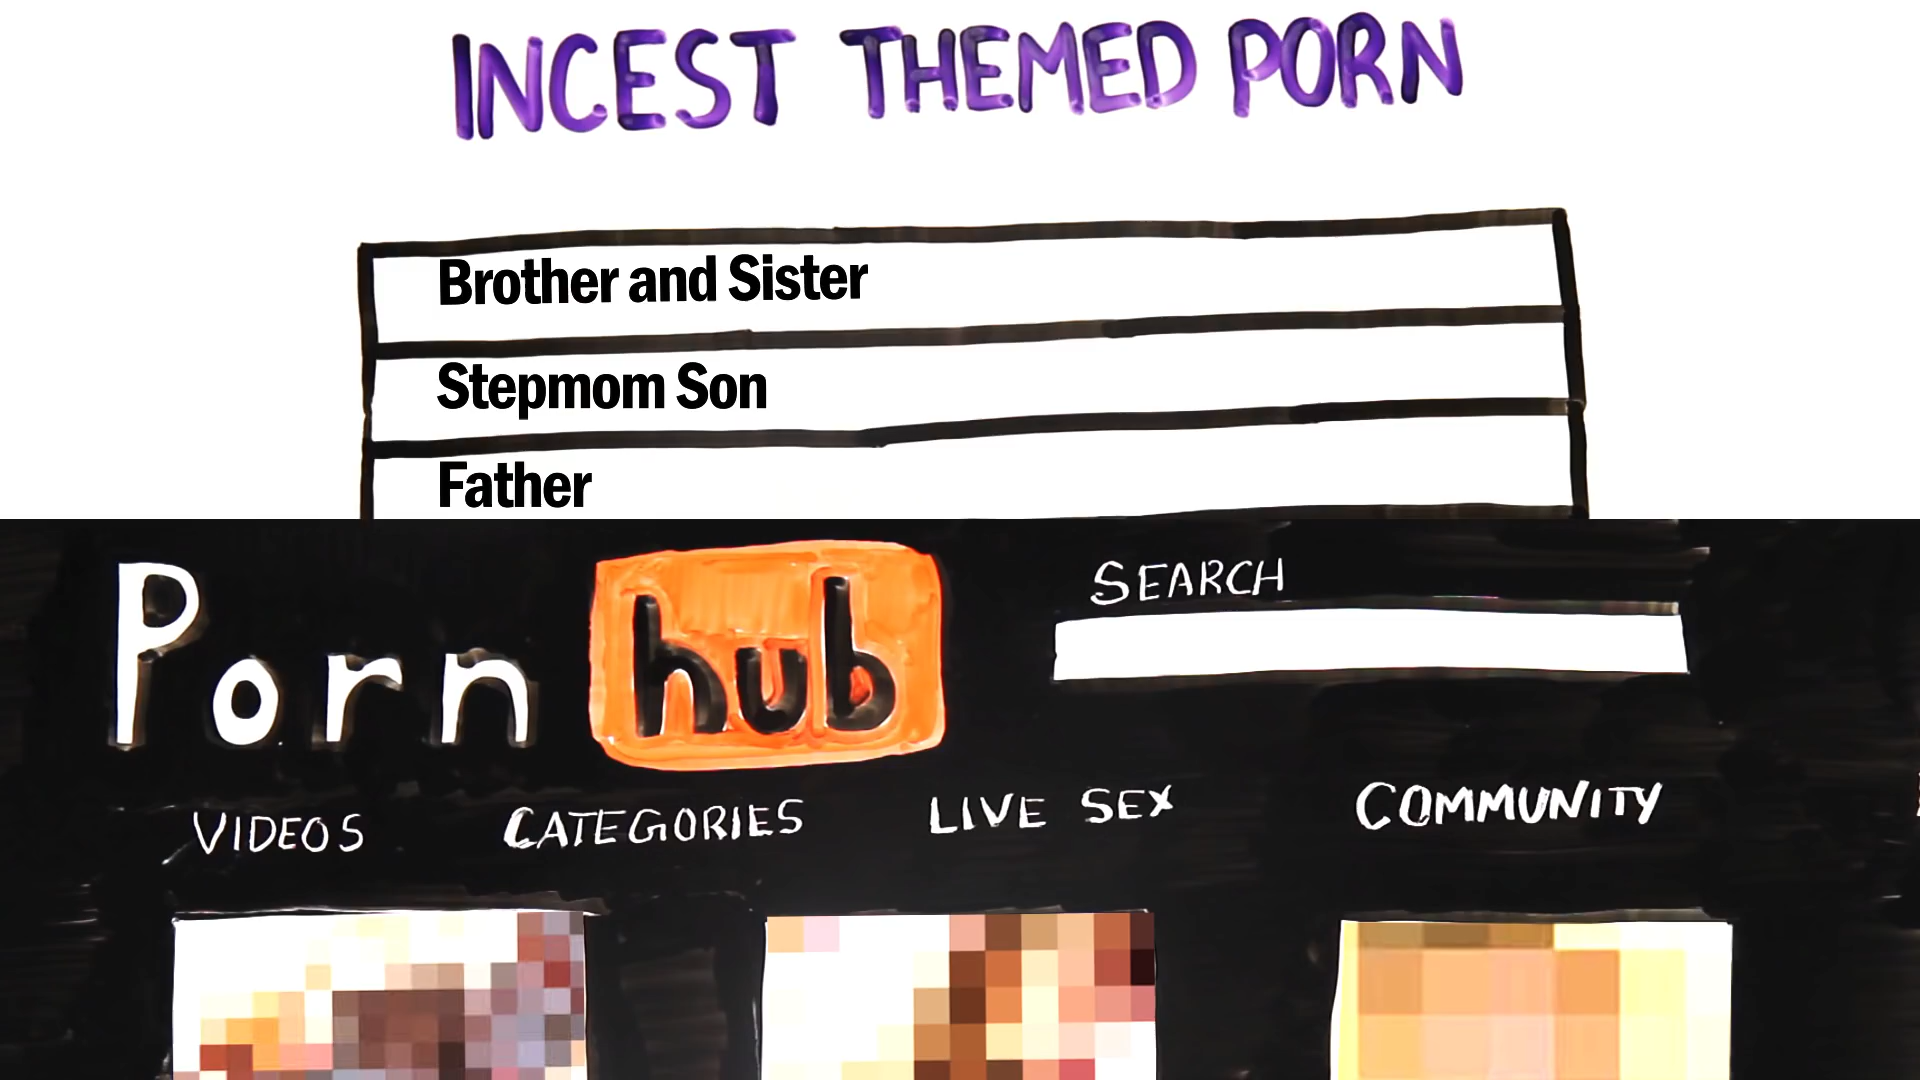 INCEST THEMED PORN
Brother and Sister
Stepmom Son
Father
Porn hub
SEARCH
VIDEOS CATEGORIES LIVE SEX COMMUNITY